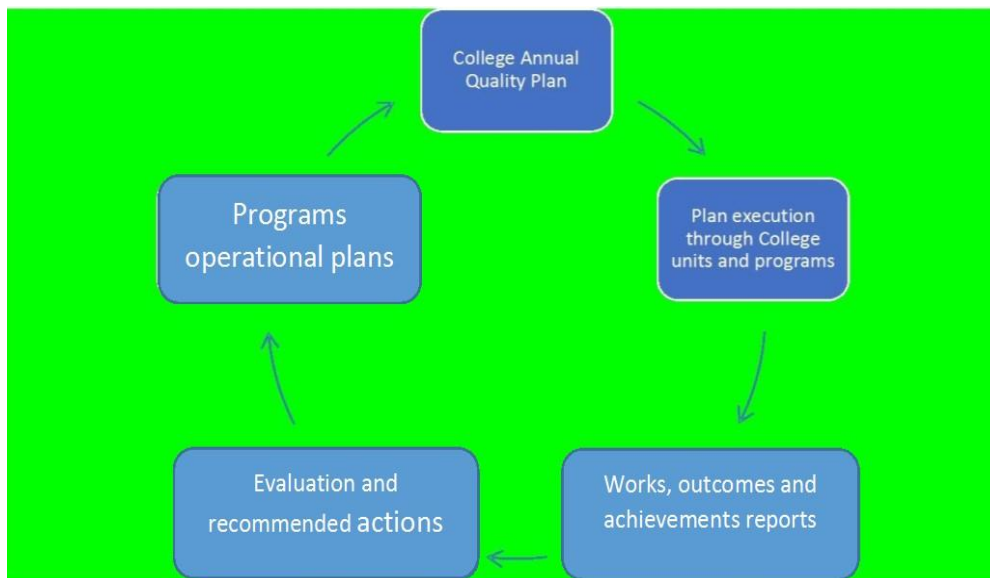 College Annual
Quality Plan
Plan execution
through College
units and programs
Works, outcomes and
achievements reports
Evaluation and
recommended actions
Programs
operational plans